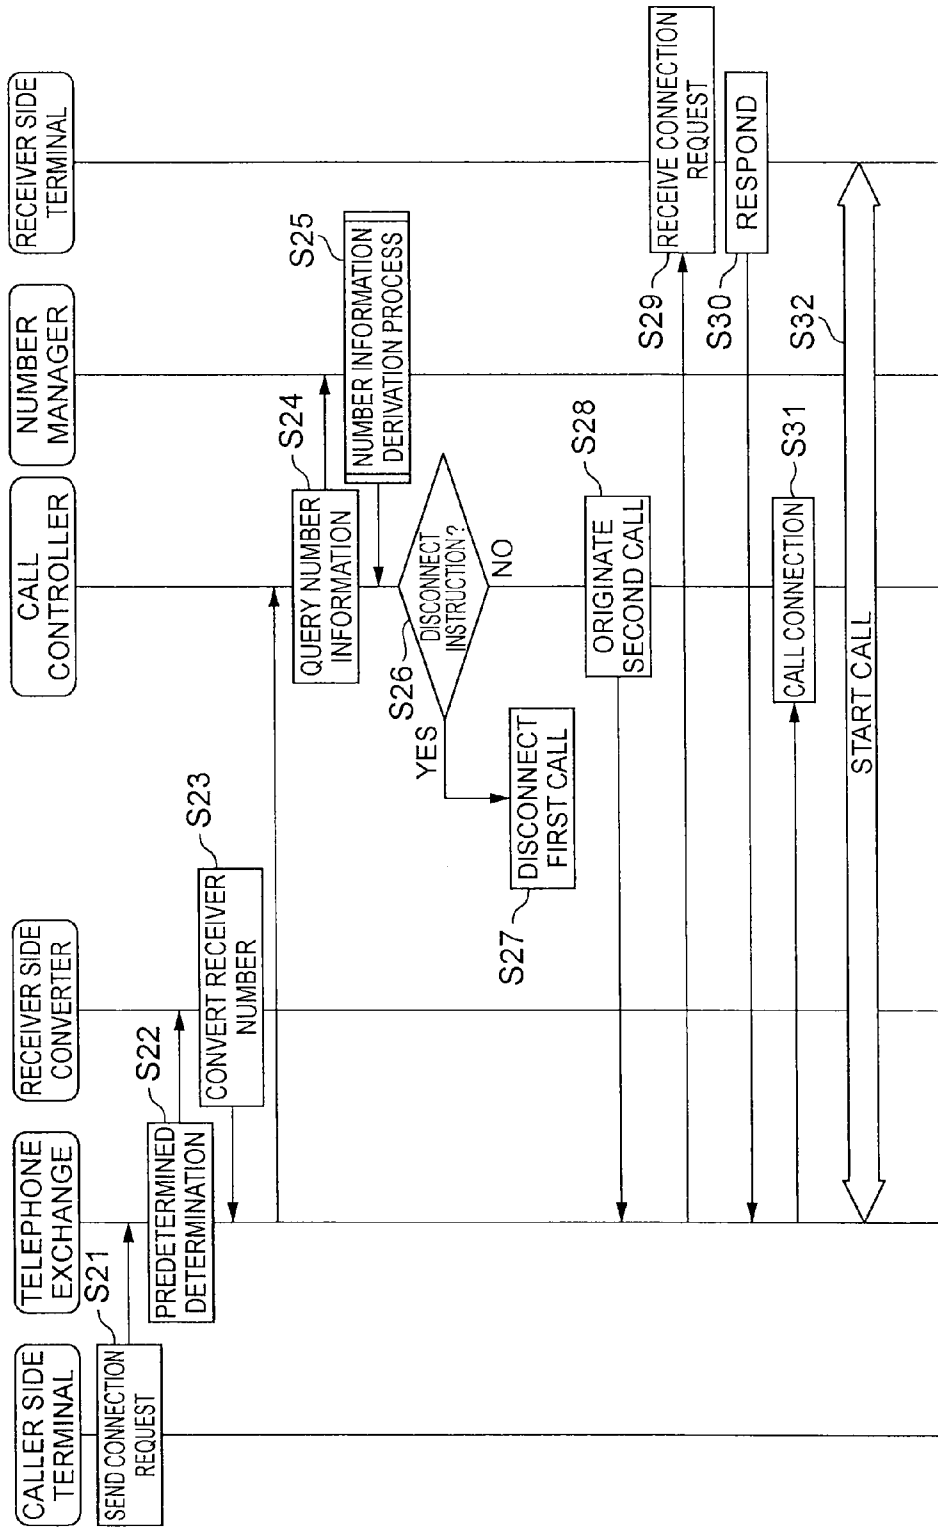 CALLER SIDE
TERMINAL
TELEPHONE
EXCHANGE
RECEIVER SIDE
CONVERTER
CALL
CONTROLLER
NUMBER
MANAGER
RECEIVER SIDE
TERMINAL
S21
SEND CONNECTION
REQUEST
S22
PREDETERMINED
DETERMINATION
S23
CONVERT RECEIVER
NUMBER
S24
QUERY NUMBER
INFORMATION
S25
NUMBER INFORMATION
DERIVATION PROCESS
S26
DISCONNECT
INSTRUCTION?
YES
NO
S27
DISCONNECT
FIRST CALL
S28
ORIGINATE
SECOND CALL
S29
RECEIVE CONNECTION
REQUEST
S30
RESPOND
S31
CALL CONNECTION
S32
START CALL